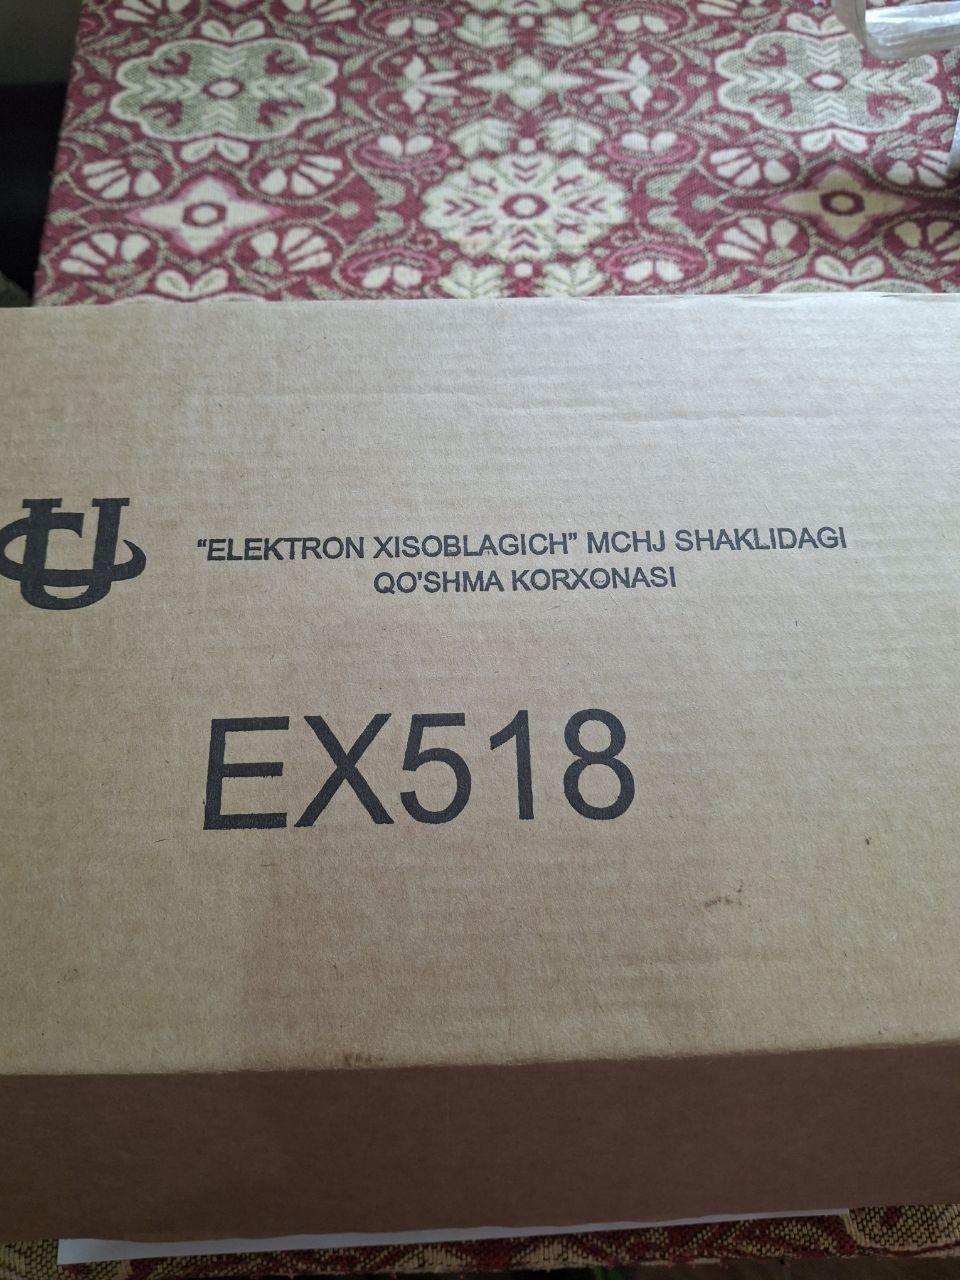 “ELEKTRON XISOBLAGICH” MCHJ SHAKLIDAGI
QO'SHMA KORXONASI
EX518